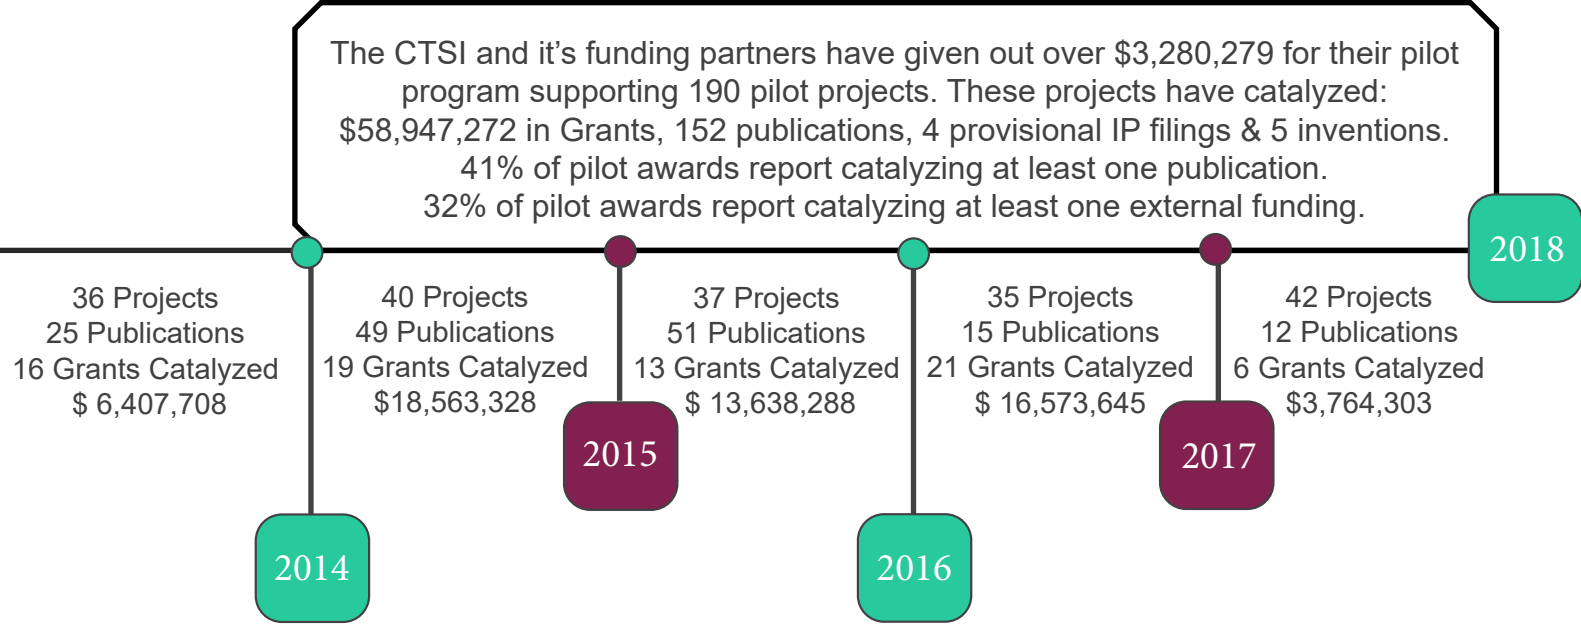 The CTSI and it’s funding partners have given out over $3,280,279 for their pilot
program supporting 190 pilot projects. These projects have catalyzed:
$58,947,272 in Grants, 152 publications, 4 provisional IP filings & 5 inventions.
41% of pilot awards report catalyzing at least one publication.
32% of pilot awards report catalyzing at least one external funding.
36 Projects
25 Publications
16 Grants Catalyzed
$ 6,407,708
2014
40 Projects
49 Publications
19 Grants Catalyzed
$18,563,328
2015
37 Projects
51 Publications
13 Grants Catalyzed
$ 13,638,288
2016
35 Projects
15 Publications
21 Grants Catalyzed
$ 16,573,645
2017
42 Projects
12 Publications
6 Grants Catalyzed
$3,764,303
2018